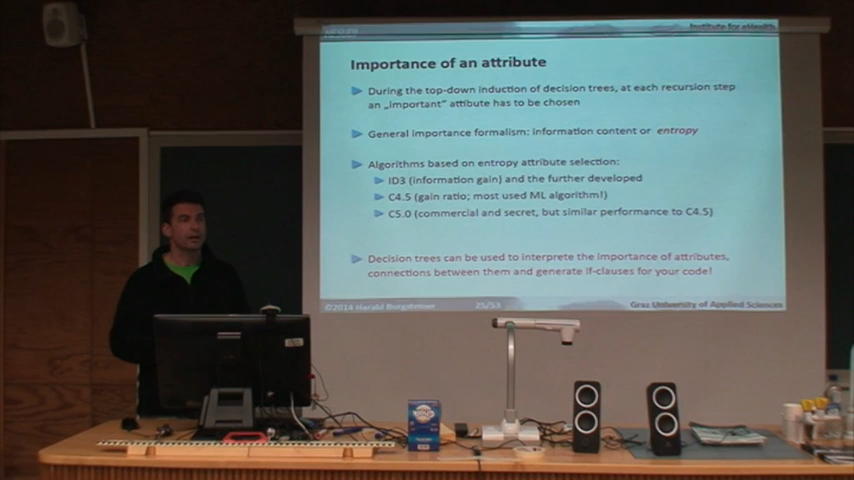 Institute for eHealth
Importance of an attribute
During the top-down induction of decision trees, at each recursion step
an „important" attibute has to be chosen
General importance formalism: information content or entropy
Algorithms based on entropy attribute selection:
ID3 (information gain) and the further developed
C4.5 (gain ratio; most used ML algorithm!)
C5.0 (commercial and secret, but similar performance to C4.5)
Decision trees can be used to interprete the importance of attributes,
connections between them and generate if-clauses for your code!
©2014 Harald Burgsteiner 25/53 Graz University of Applied Sciences